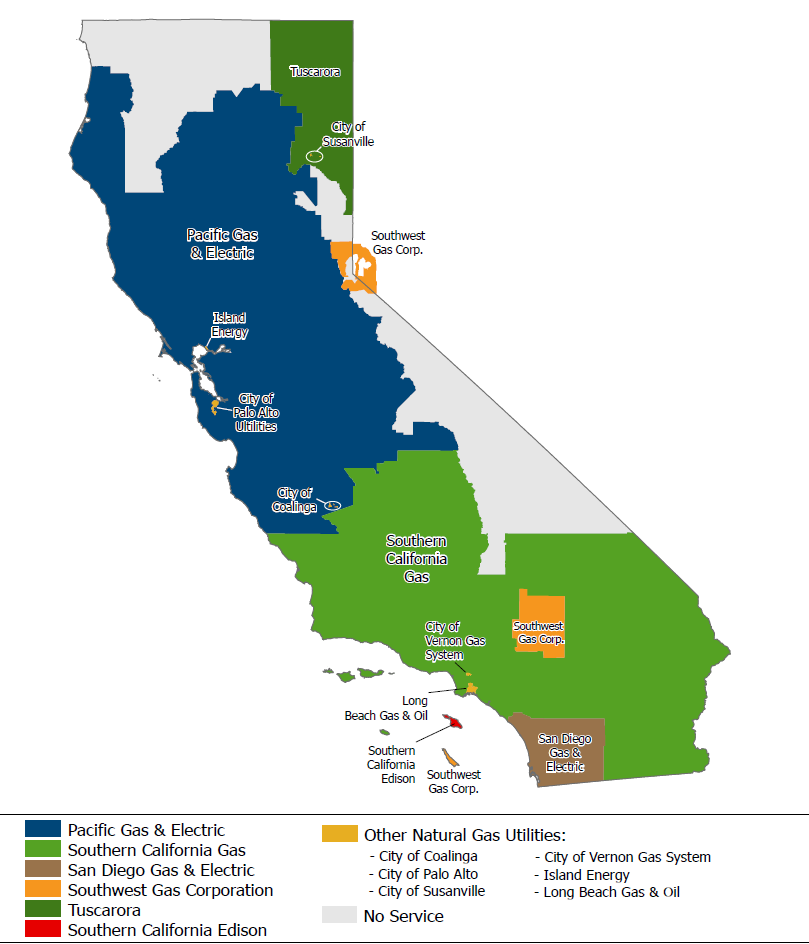 Tuscarora
City of
Susanville
Pacific Gas
& Electric
Southwest
Gas Corp.
Island
Energy
City of
Palo Alto
Ultilities
City of
Coalinga
Southern
California
Gas
City of
Vernon Gas
System
Southwest
Gas Corp.
Long
Beach Gas & Oil
Southern
California
Edison
Southwest
Gas Corp.
San Diego
Gas &
Electric
Pacific Gas & Electric
Southern California Gas
San Diego Gas & Electric
Southwest Gas Corporation
Tuscarora
Southern California Edison
Other Natural Gas Utilities:
- City of Coalinga
- City of Palo Alto
- City of Susanville
- City of Vernon Gas System
- Island Energy
- Long Beach Gas & Oil
No Service